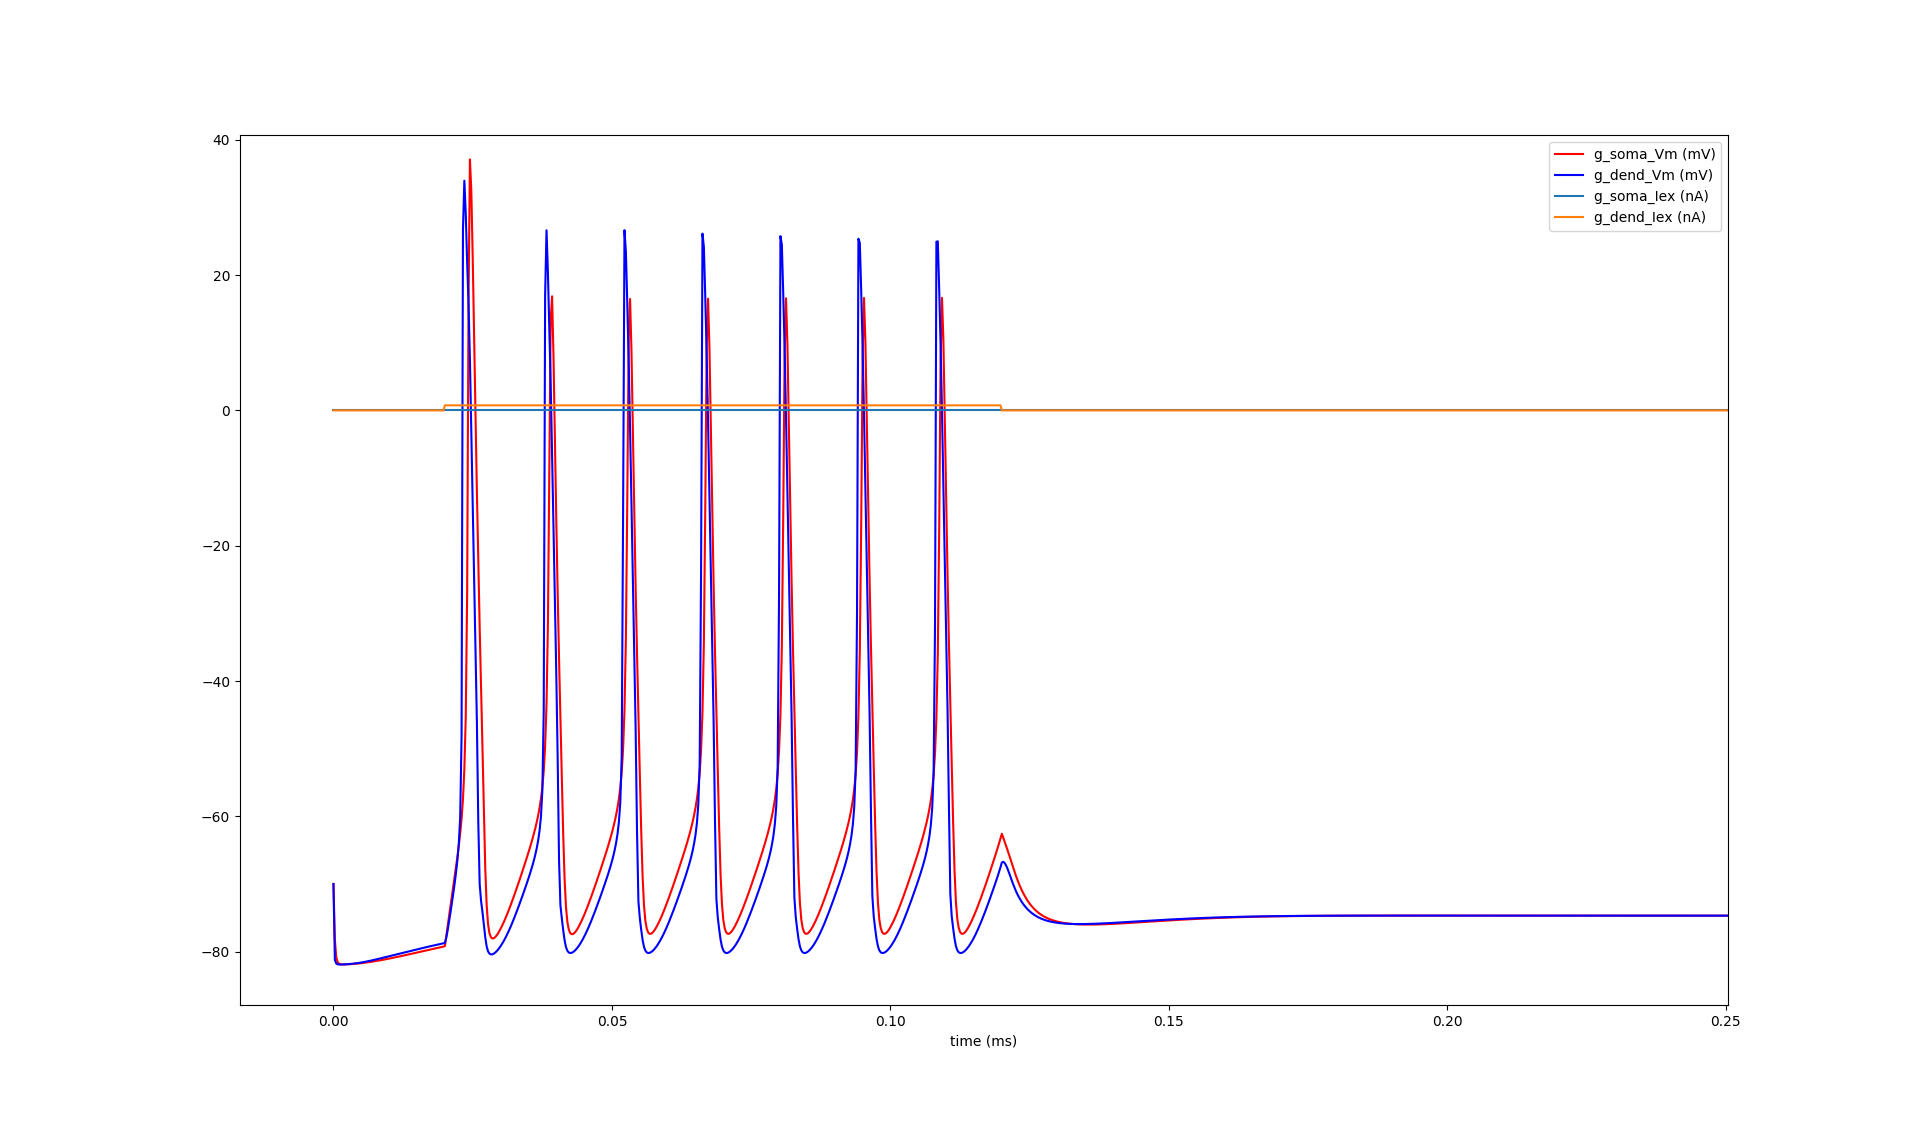 40
20
0
−20
−40
−60
−80
0.00
0.05
0.10
0.15
0.20
0.25
time (ms)
g_soma_Vm (mV)
g_dend_Vm (mV)
g_soma_Iex (nA)
g_dend_Iex (nA)